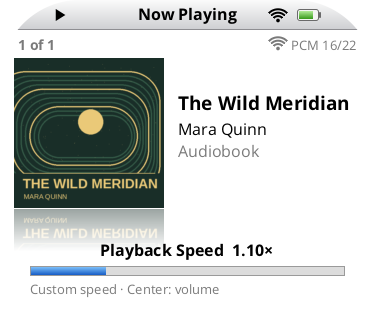 Now Playing
1 of 1
PCM 16/22
THE WILD MERIDIAN
MARA QUINN
The Wild Meridian
Mara Quinn
Audiobook
Playback Speed 1.10×
Custom speed · Center: volume